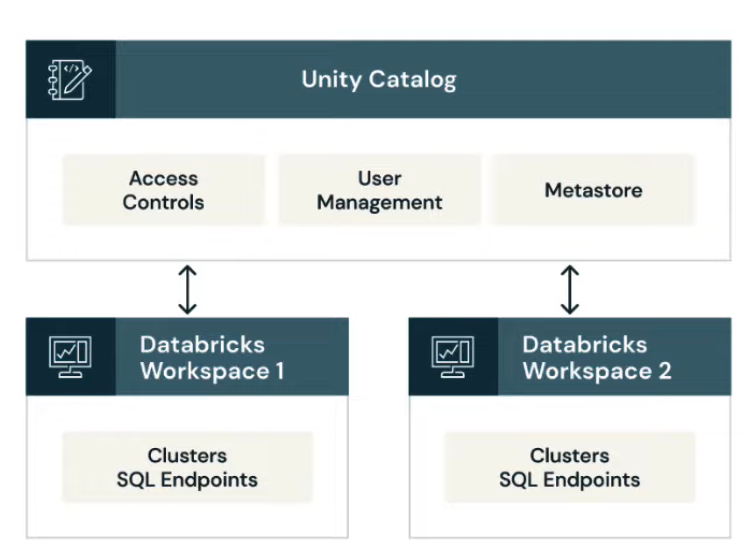 Unity Catalog
Access
Controls
User
Management
Metastore
Databricks
Workspace 1
Databricks
Workspace 2
Clusters
SQL Endpoints
Clusters
SQL Endpoints